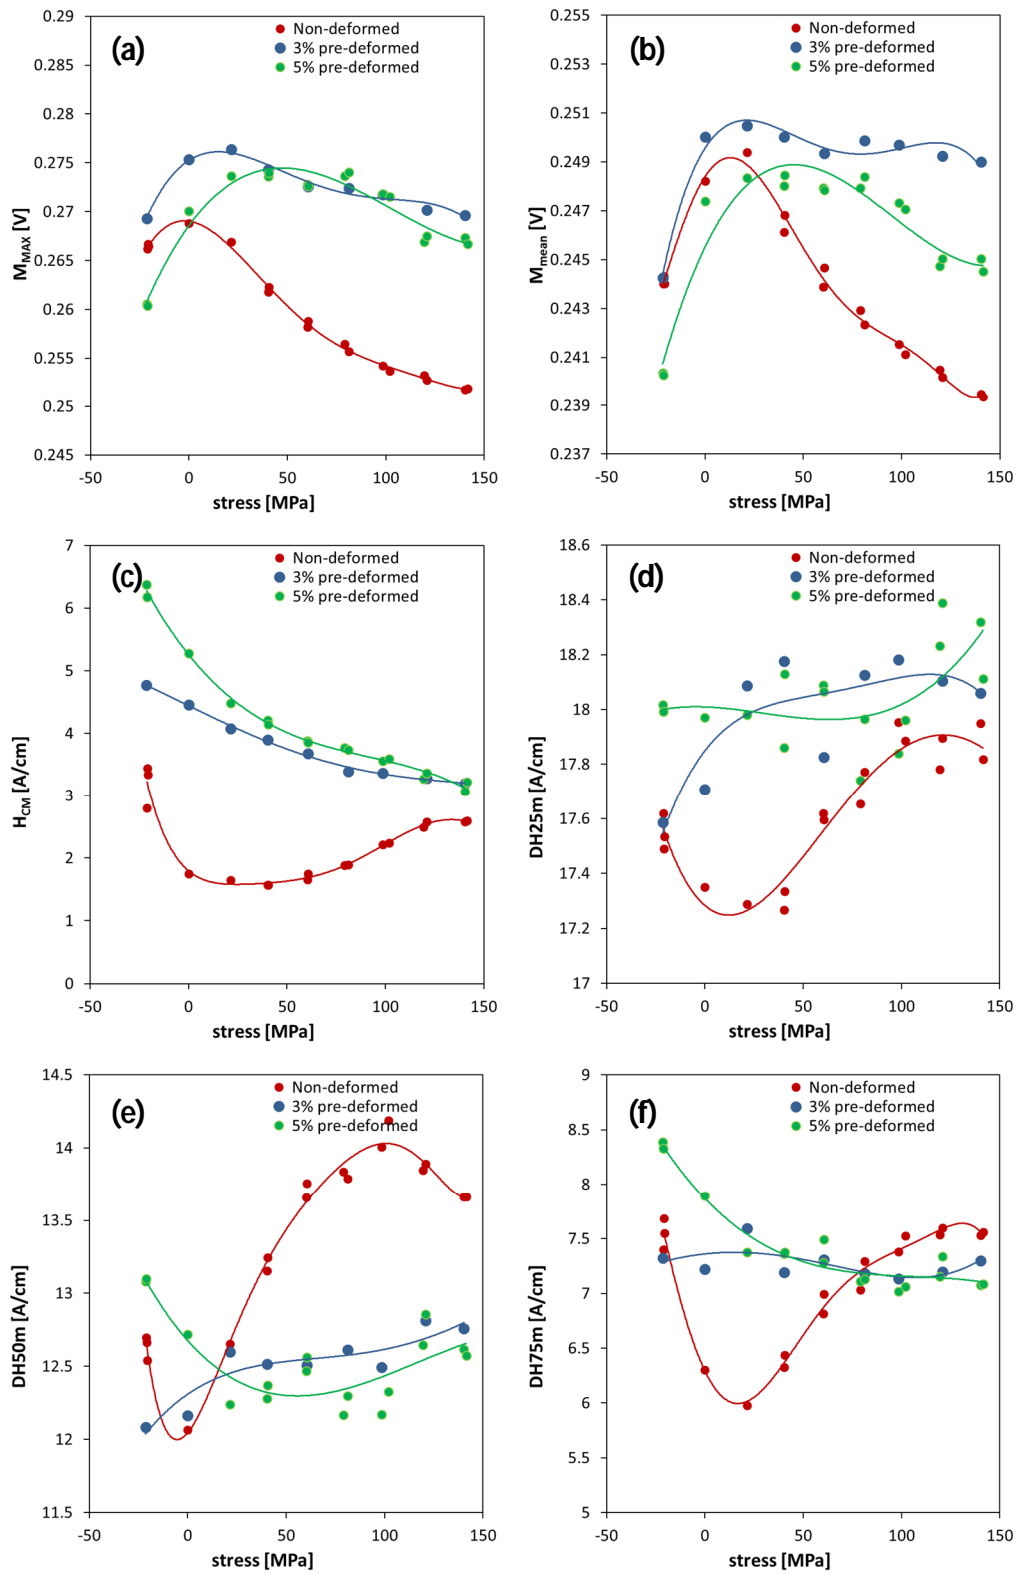 (a)
Non-deformed
3% pre-deformed
5% pre-deformed
0.29
0.285
0.28
0.275
0.27
0.265
0.26
0.255
0.25
0.245
M_MAX [V]
-50 0 50 100 150
stress [MPa]
(b)
Non-deformed
3% pre-deformed
5% pre-deformed
0.255
0.253
0.251
0.249
0.247
0.245
0.243
0.241
0.239
0.237
M_mean [V]
-50 0 50 100 150
stress [MPa]
(c)
Non-deformed
3% pre-deformed
5% pre-deformed
7
6
5
4
3
2
1
0
H_CM [A/cm]
-50 0 50 100 150
stress [MPa]
(d)
Non-deformed
3% pre-deformed
5% pre-deformed
18.6
18.4
18.2
18
17.8
17.6
17.4
17.2
17
DH25m [A/cm]
-50 0 50 100 150
stress [MPa]
(e)
Non-deformed
3% pre-deformed
5% pre-deformed
14.5
14
13.5
13
12.5
12
11.5
DH50m [A/cm]
-50 0 50 100 150
stress [MPa]
(f)
Non-deformed
3% pre-deformed
5% pre-deformed
9
8.5
8
7.5
7
6.5
6
5.5
5
DH75m [A/cm]
-50 0 50 100 150
stress [MPa]